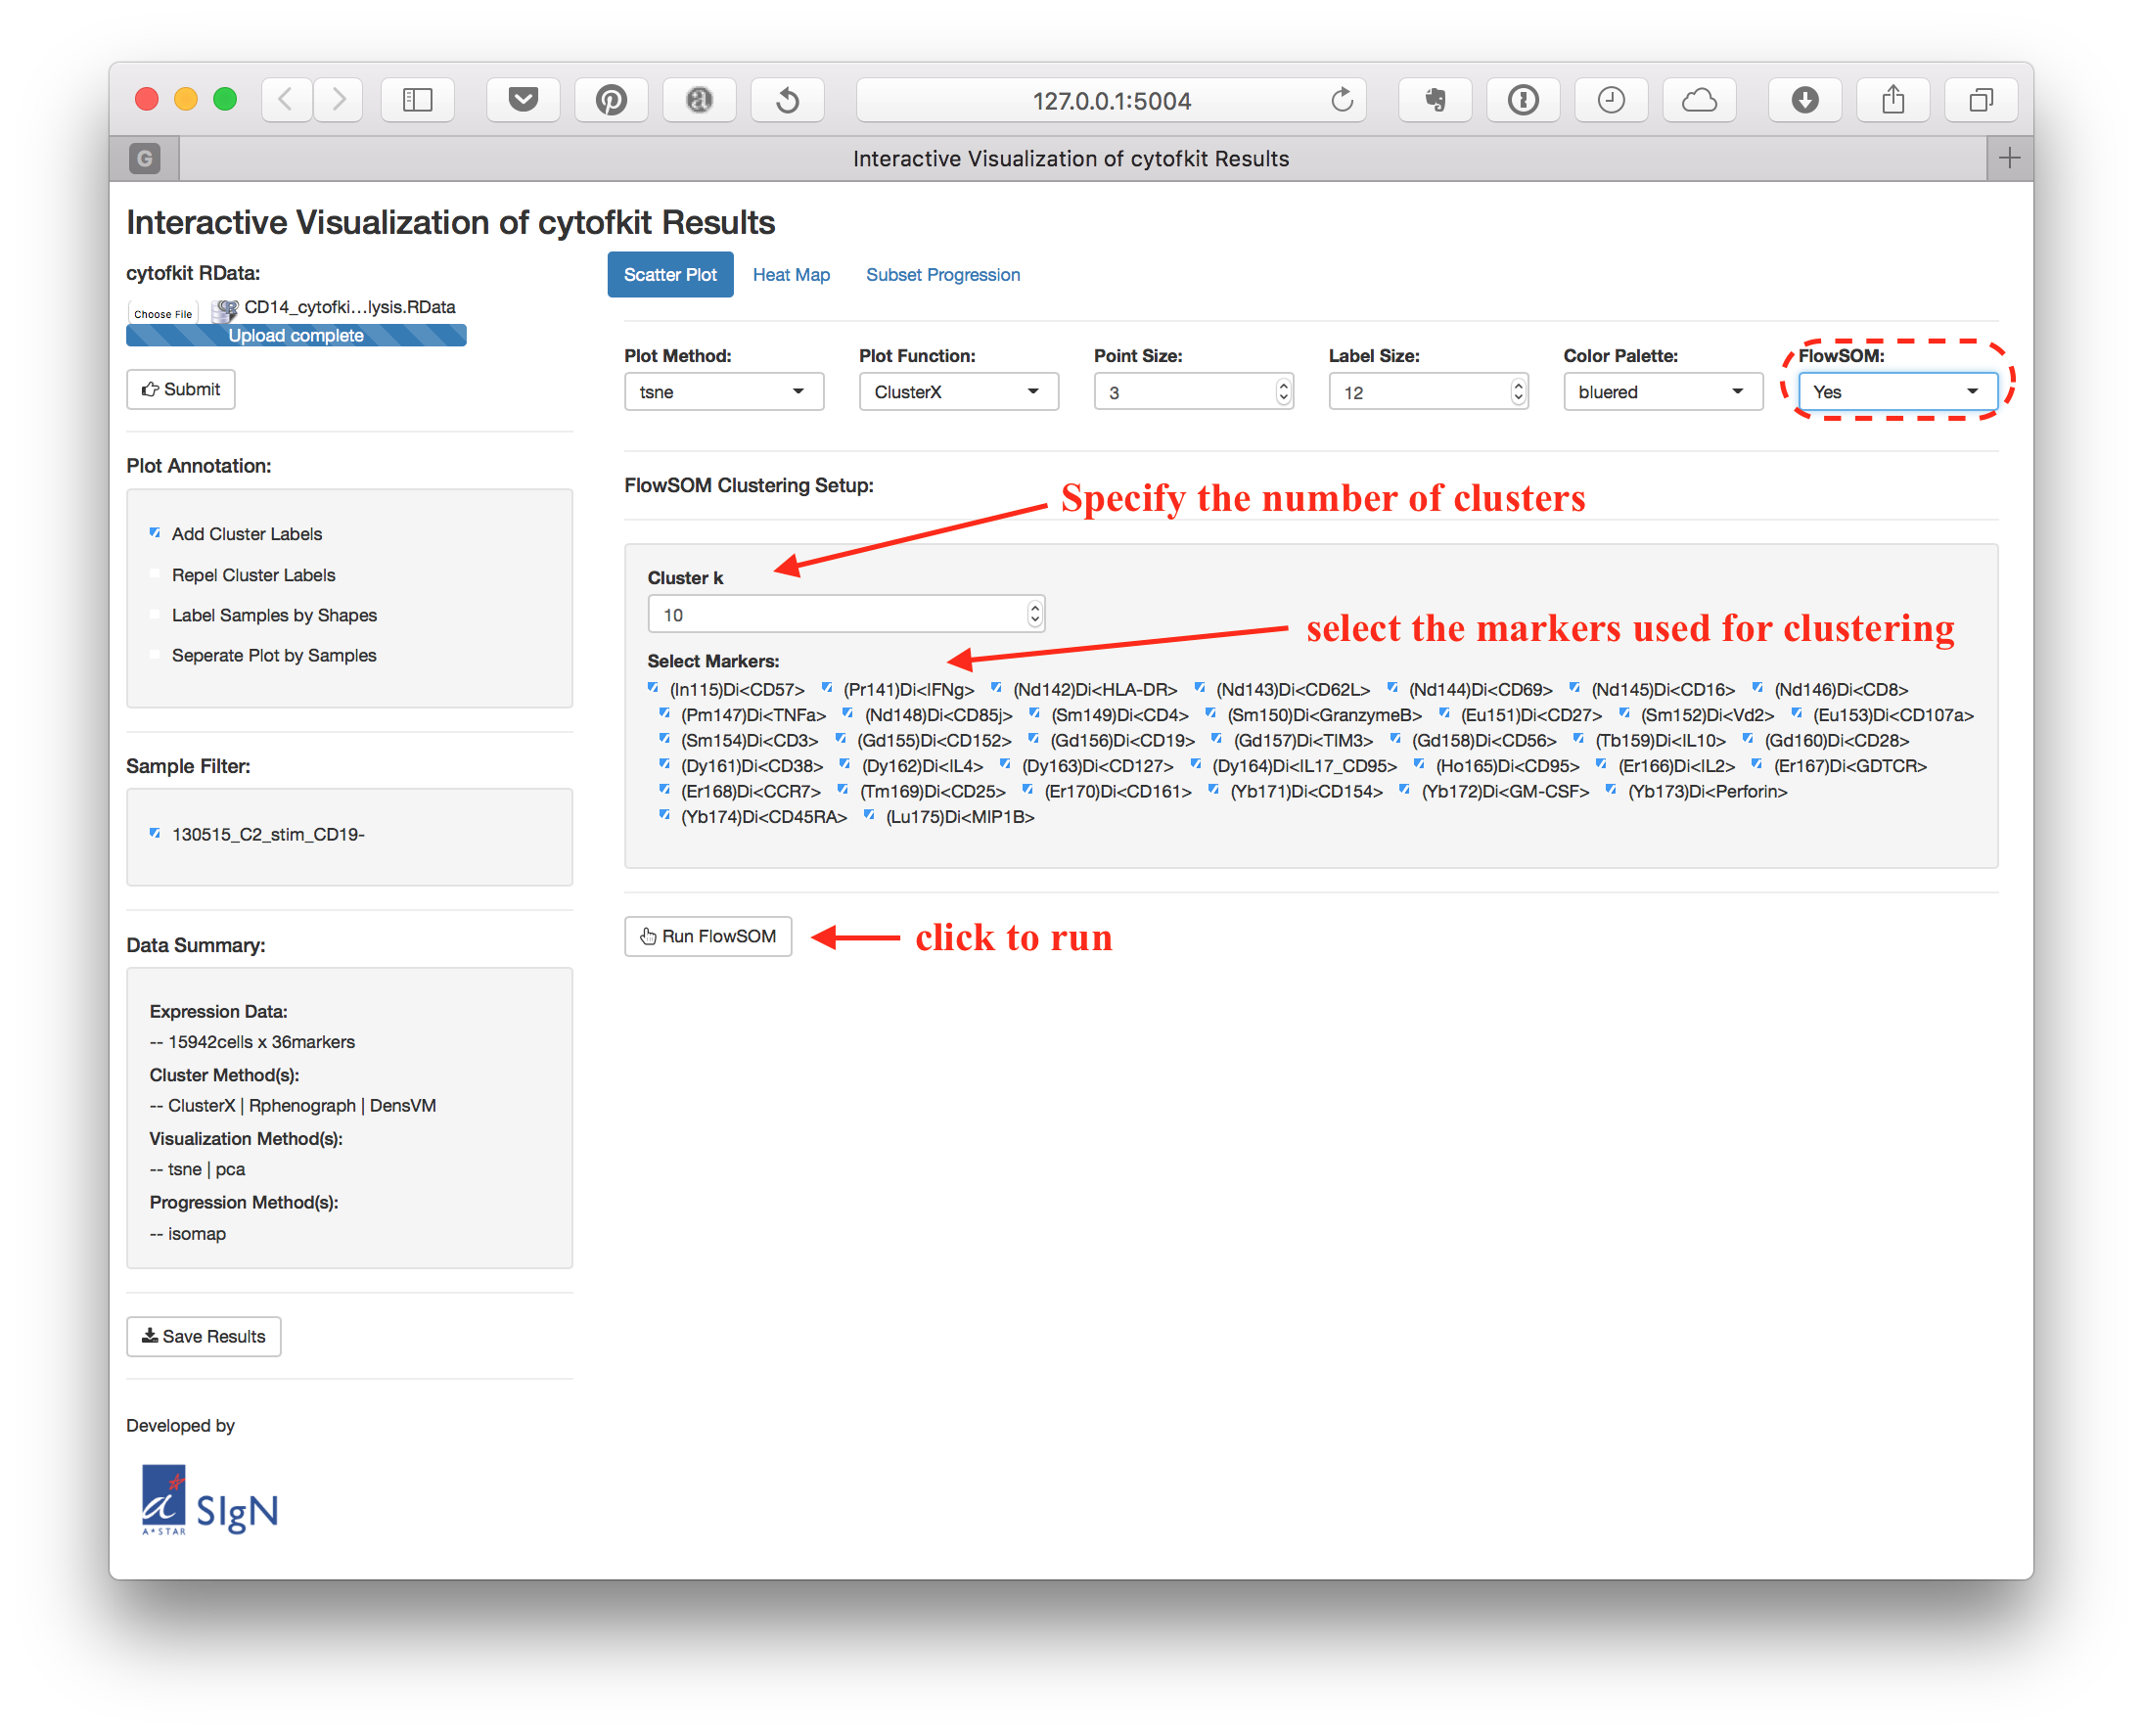 127.0.0.1:5004
G
Interactive Visualization of cytofkit Results
Interactive Visualization of cytofkit Results
cytofkit RData:
Choose File CD14_cytofki...lysis.RData
Upload complete
Submit
Plot Annotation:
Add Cluster Labels
Repel Cluster Labels
Label Samples by Shapes
Seperate Plot by Samples
Sample Filter:
130515_C2_stim_CD19-
Data Summary:
Expression Data:
-- 15942cells x 36markers
Cluster Method(s):
-- ClusterX | Rphenograph | DensVM
Visualization Method(s):
-- tsne | pca
Progression Method(s):
-- isomap
Save Results
Developed by
a
A*STAR
SIgN
Scatter Plot Heat Map Subset Progression
Plot Method: Plot Function: Point Size: Label Size: Color Palette: FlowSOM:
tsne ClusterX 3 12 bluered Yes
FlowSOM Clustering Setup:
Specify the number of clusters
Cluster k
10
select the markers used for clustering
Select Markers:
(In115)Di<CD57> (Pr141)Di<IFNg> (Nd142)Di<HLA-DR> (Nd143)Di<CD62L> (Nd144)Di<CD69> (Nd145)Di<CD16> (Nd146)Di<CD8>
(Pm147)Di<TNFa> (Nd148)Di<CD85j> (Sm149)Di<CD4> (Sm150)Di<GranzymeB> (Eu151)Di<CD27> (Sm152)Di<Vd2> (Eu153)Di<CD107a>
(Sm154)Di<CD3> (Gd155)Di<CD152> (Gd156)Di<CD19> (Gd157)Di<TIM3> (Gd158)Di<CD56> (Tb159)Di<IL10> (Gd160)Di<CD28>
(Dy161)Di<CD38> (Dy162)Di<IL4> (Dy163)Di<CD127> (Dy164)Di<IL17_CD95> (Ho165)Di<CD95> (Er166)Di<IL2> (Er167)Di<GDTCR>
(Er168)Di<CCR7> (Tm169)Di<CD25> (Er170)Di<CD161> (Yb171)Di<CD154> (Yb172)Di<GM-CSF> (Yb173)Di<Perforin>
(Yb174)Di<CD45RA> (Lu175)Di<MIP1B>
Run FlowSOM
click to run